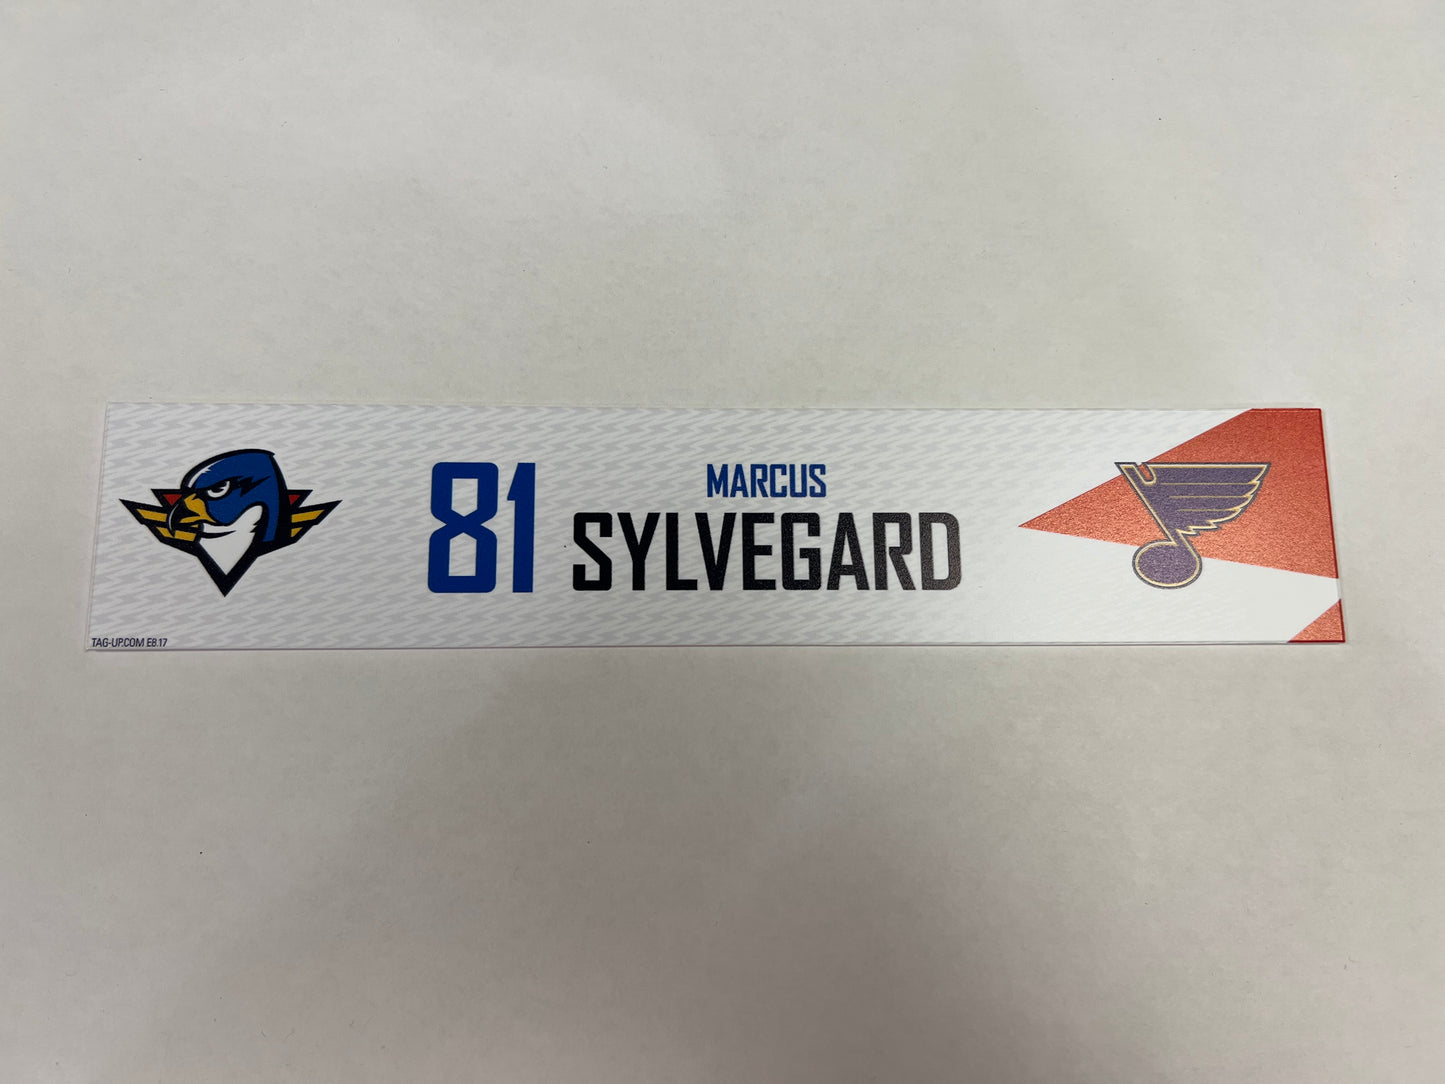 81
MARCUS
SYLVEGARD
TAG-UP.COM E8.17